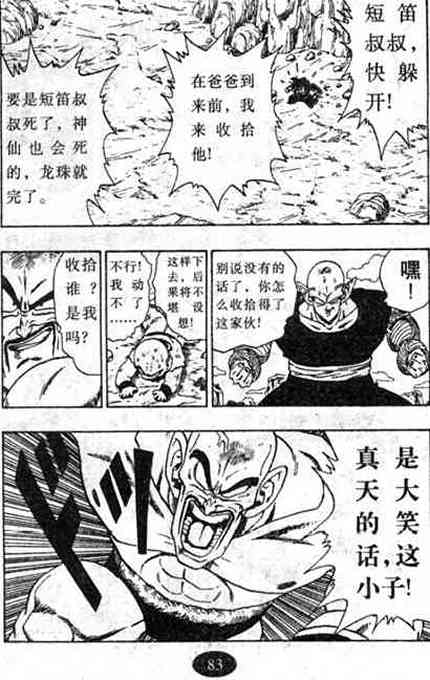 短笛
叔叔,
快躲
开!
在爸爸到
来前,我
来收拾
他!
要是短笛叔
叔死了,神
仙也会死
的,龙珠就
完了。
嘿!
别说没有的
话了,你怎
么收拾得了
这家伙!
这样下
去,后
果将不
堪设
想!
不行!
我动
不了
……
收拾
谁?
是我
吗?
真是
天大
的笑
话,这
小子!
83